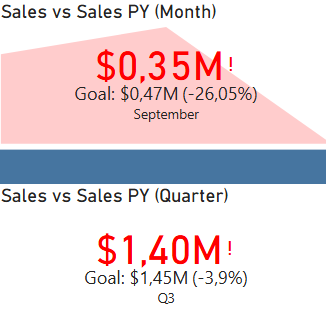 Sales vs Sales PY (Month)
$0,35M!
Goal: $0,47M (-26,05%)
September
Sales vs Sales PY (Quarter)
$1,40M!
Goal: $1,45M (-3,9%)
Q3